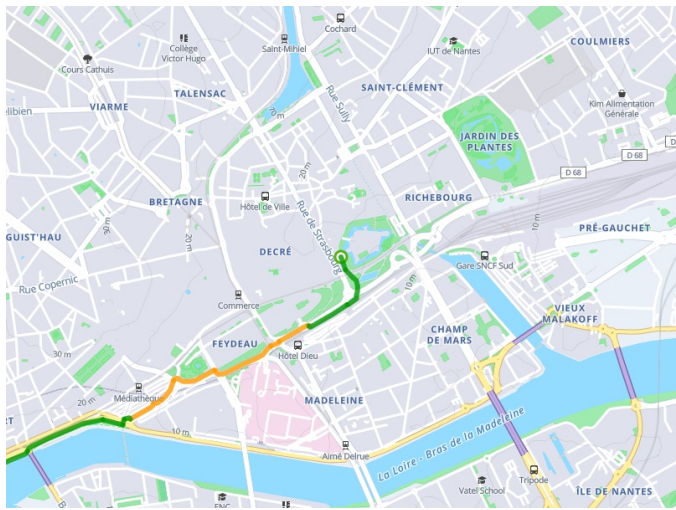 Cochard
Collège
Victor Hugo
Saint-Mihiel
IUT de Nantes
COULMIERS
Cours Cathuis
TALENSAC
SAINT-CLÉMENT
VIARME
elibien
Rue Sully
70 m
Kim Alimentation
Générale
JARDIN DES
PLANTES
D 68
D
D 68
20 m
BRETAGNE
Hôtel de Ville
RICHEBOURG
30 m
Rue de Strasbourg
10 m
GUIST'HAU
20 m
DECRÉ
PRÉ-GAUCHET
Gare SNCF Sud
Rue Copernic
10 m
Commerce
VIEUX
MALAKOFF
CHAMP
DE MARS
FEYDEAU
30 m
Hôtel Dieu
Médiathèque
20 m
MADELEINE
RT
10 m
La Loire - Bras de la Madeleine
Aimé Delrue
Tripode
Vatel School
ÎLE DE NANTES
B